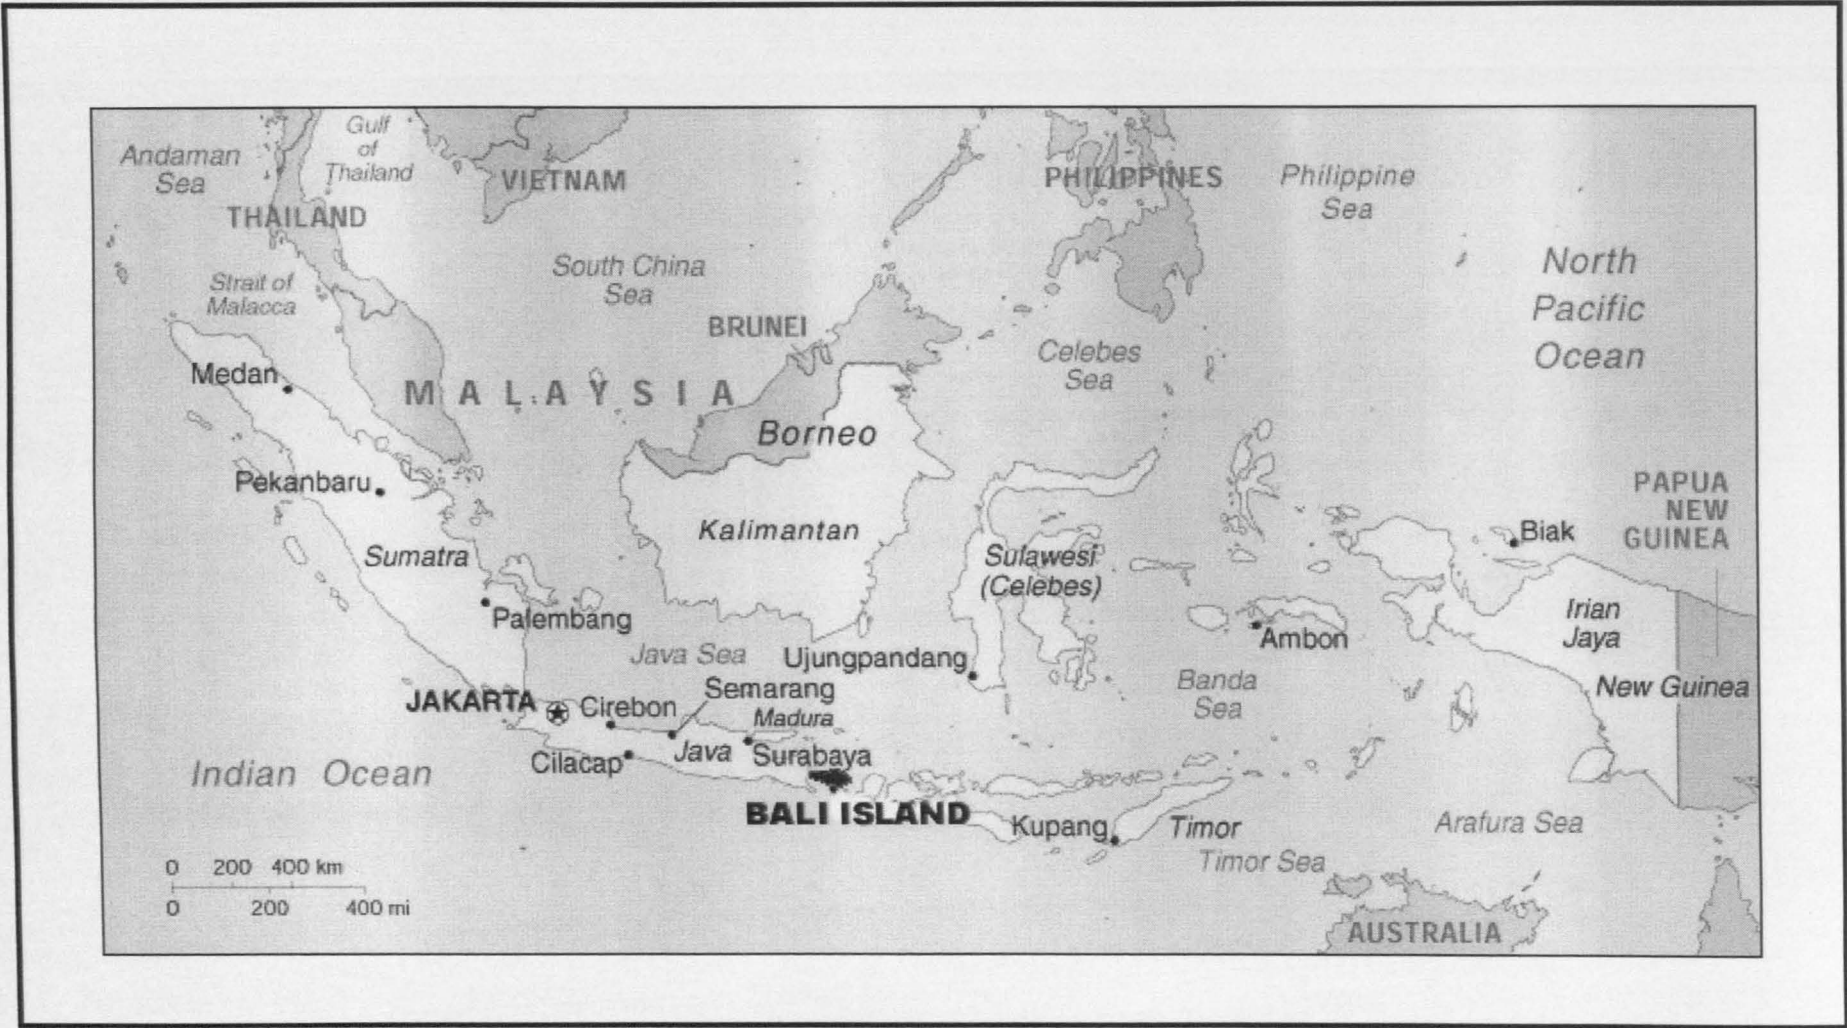 Andaman
Sea
Gulf
of
Thailand
THAILAND
VIETNAM
PHILIPPINES
Philippine
Sea
Strait of
Malacca
South China
Sea
North
Pacific
Ocean
BRUNEI
Celebes
Sea
Medan
MALAYSIA
Borneo
Pekanbaru
Kalimantan
Sumatra
Sulawesi
(Celebes)
Biak
PAPUA
NEW
GUINEA
Palembang
Java Sea
Ujungpandang
Ambon
Irian
Jaya
Banda
Sea
New Guinea
JAKARTA
Cirebon
Semarang
Madura
Cilacap
Java
Surabaya
Indian Ocean
BALI ISLAND
Kupang
Timor
Timor Sea
Arafura Sea
AUSTRALIA
0 200 400 km
0 200 400 mi